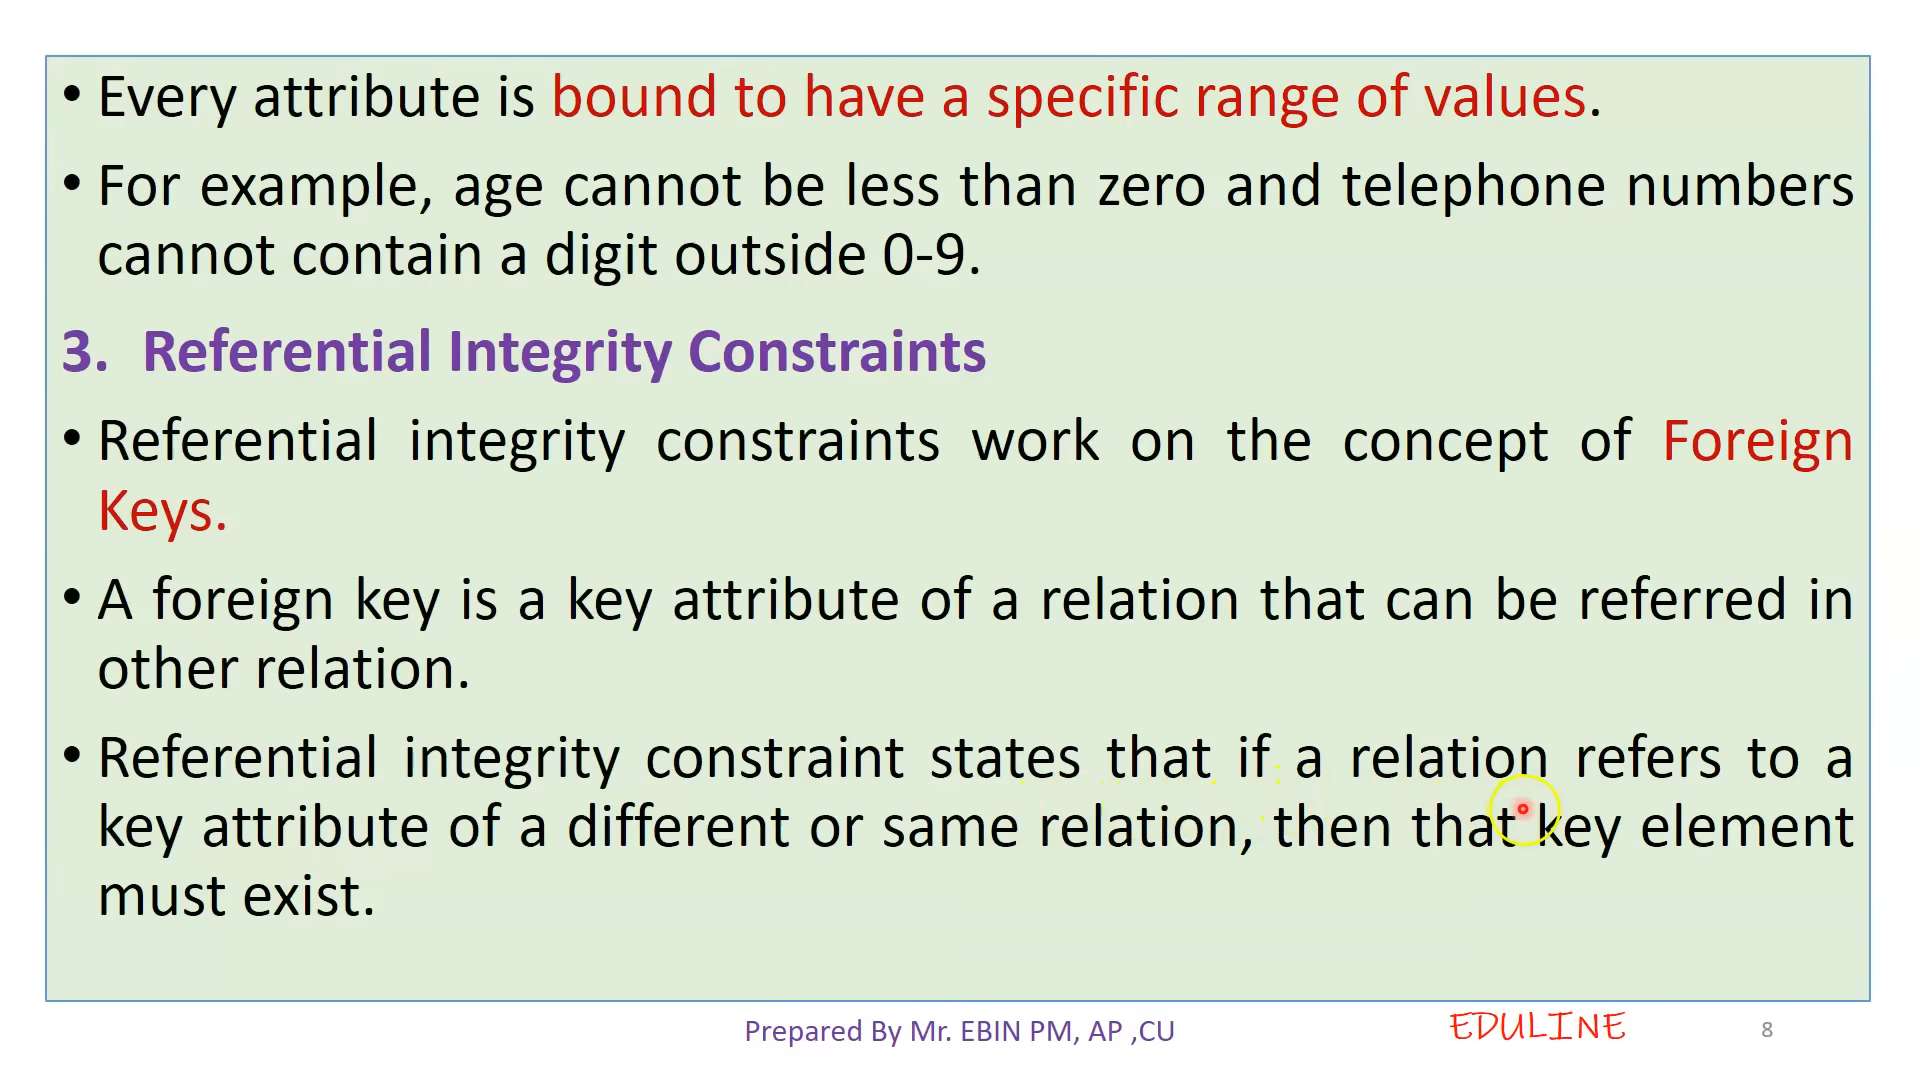 • Every attribute is bound to have a specific range of values.
• For example, age cannot be less than zero and telephone numbers
cannot contain a digit outside 0-9.
3. Referential Integrity Constraints
• Referential integrity constraints work on the concept of Foreign
Keys.
• A foreign key is a key attribute of a relation that can be referred in
other relation.
• Referential integrity constraint states that if a relation refers to a
key attribute of a different or same relation, then that key element
must exist.
Prepared By Mr. EBIN PM, AP ,CU
EDULINE
8